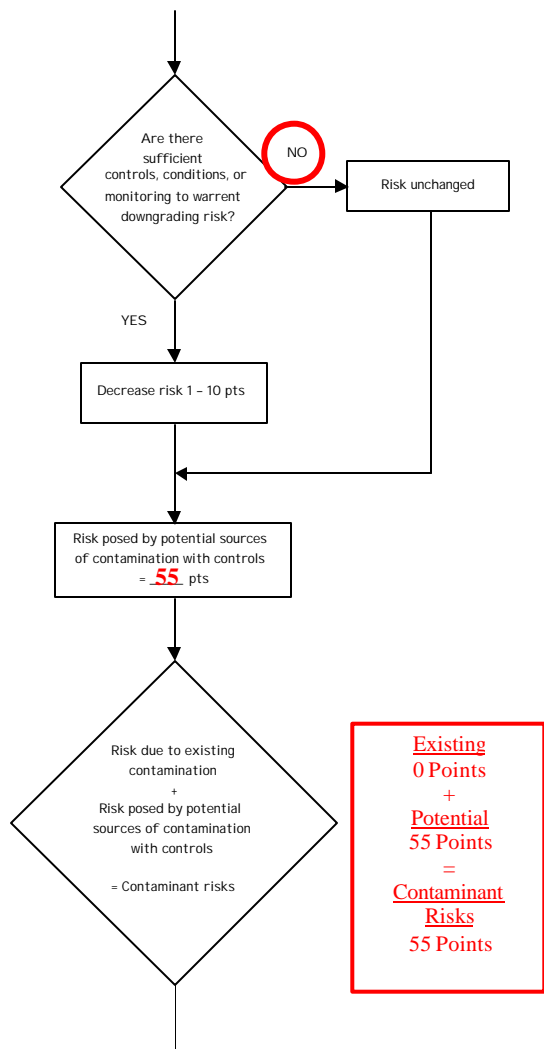 Are there
sufficient
controls, conditions, or
monitoring to warrent
downgrading risk?
NO
Risk unchanged
YES
Decrease risk 1 – 10 pts
Risk posed by potential sources
of contamination with controls
= 55 pts
Risk due to existing
contamination
+
Risk posed by potential
sources of contamination
with controls
= Contaminant risks
Existing
0 Points
+
Potential
55 Points
=
Contaminant
Risks
55 Points